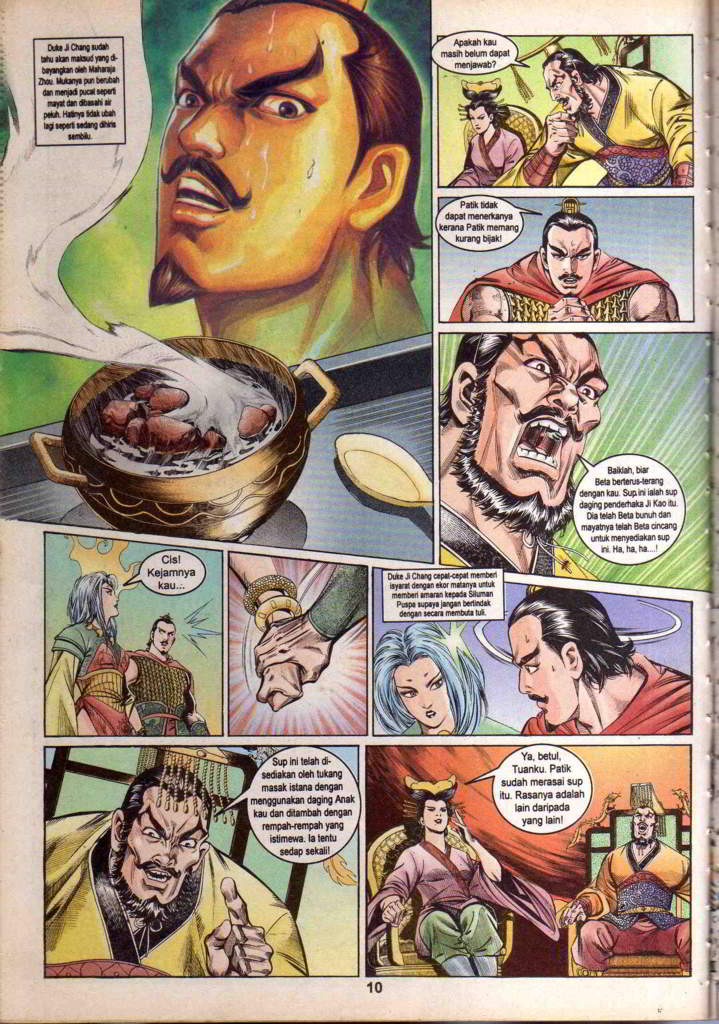 Duke Ji Chang sudah
tahu akan maksud yang di-
bayangkan oleh Maharaja
Zhou. Mukanya pun berubah
dan menjadi pucat seperti
mayat dan dibasahi air
peluh. Hatinya tidak ubah
lagi seperti sedang dihiris
sembilu.
Apakah kau
masih belum dapat
menjawab?
Patik tidak
dapat menerkanya
kerana Patik memang
kurang bijak!
Baiklah, biar
Beta berterus-terang
dengan kau. Sup ini ialah sup
daging penderhaka Ji Kao itu.
Dia telah Beta bunuh dan
mayatnya telah Beta cincang
untuk menyediakan sup
ini. Ha, ha, ha....!
Cis!
Kejamnya
kau...
Duke Ji Chang cepat-cepat memberi
isyarat dengan ekor matanya untuk
memberi amaran kepada Siluman
Puspa supaya jangan bertindak
dengan secara membuta tuli.
Sup ini telah di-
sediakan oleh tukang
masak istana dengan
menggunakan daging Anak
kau dan ditambah dengan
rempah-rempah yang
istimewa. Ia tentu
sedap sekali!
Ya, betul,
Tuanku. Patik
sudah merasai sup
itu. Rasanya adalah
lain daripada
yang lain!
10